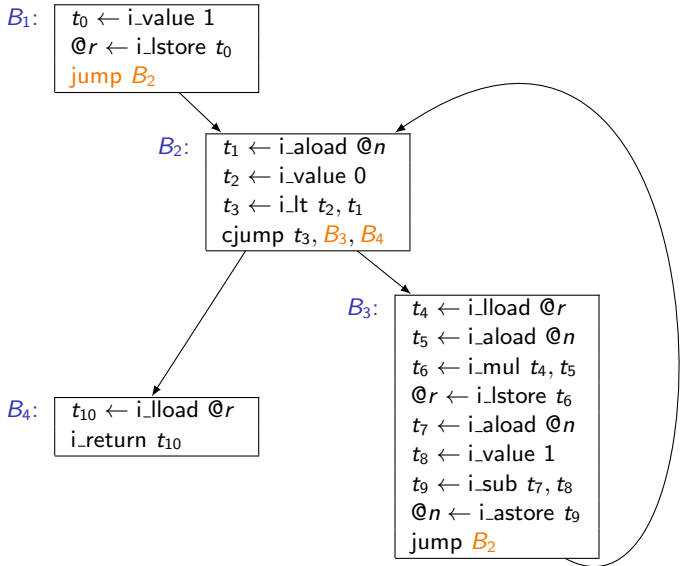 B₁: t₀ ← i_value 1
@r ← i_lstore t₀
jump B₂
B₂: t₁ ← i_aload @n
t₂ ← i_value 0
t₃ ← i_lt t₂, t₁
cjump t₃, B₃, B₄
B₃: t₄ ← i_lload @r
t₅ ← i_aload @n
t₆ ← i_mul t₄, t₅
@r ← i_lstore t₆
t₇ ← i_aload @n
t₈ ← i_value 1
t₉ ← i_sub t₇, t₈
@n ← i_astore t₉
jump B₂
B₄: t₁₀ ← i_lload @r
i_return t₁₀